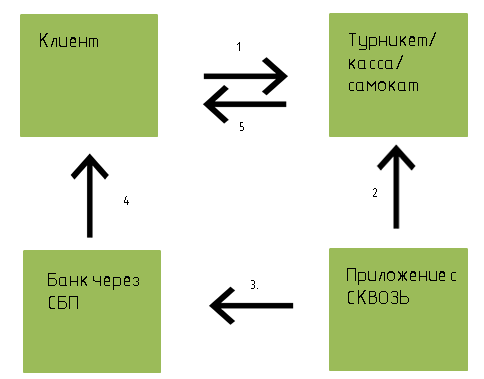 Клиент
1
5
Турникет/
касса/
самокат
4
2
Банк через
СБП
3.
Приложение с
СКВОЗЬ